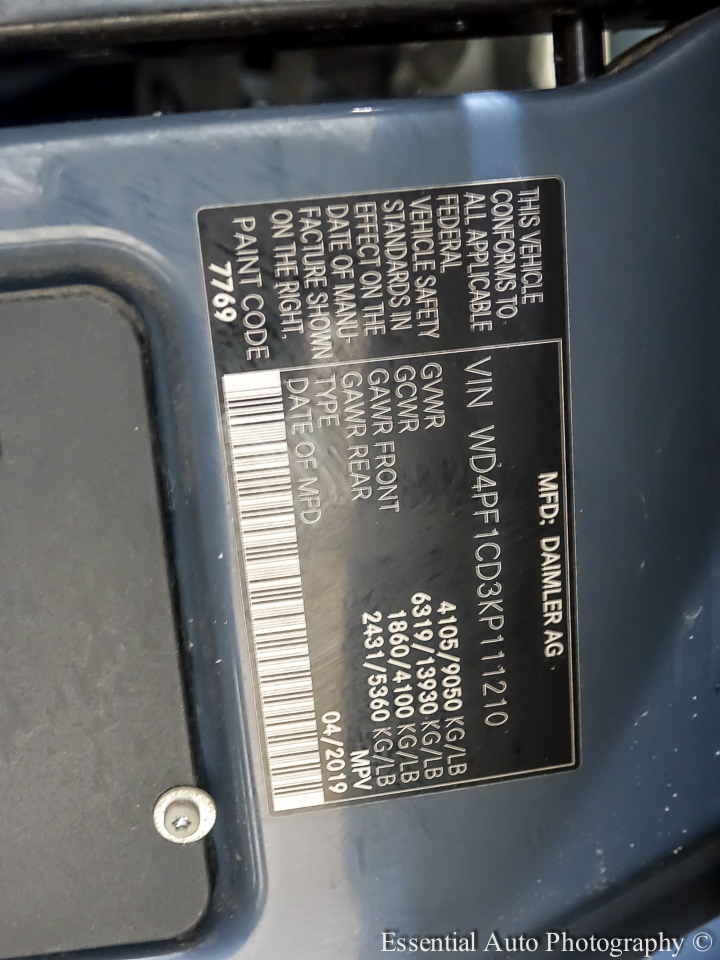 THIS VEHICLE
CONFORMS TO
ALL APPLICABLE
FEDERAL
VEHICLE SAFETY
STANDARDS IN
EFFECT ON THE
DATE OF MANU-
FACTURE SHOWN
ON THE RIGHT.
PAINT CODE
7769
MFD: DAIMLER AG
VIN WD4PF1CD3KP111210
GVWR 4105/9050 KG/LB
GCWR 6319/13930 KG/LB
GAWR FRONT 1860/4100 KG/LB
GAWR REAR 2431/5360 KG/LB
TYPE MPV
DATE OF MFD 04/2019
Essential Auto Photography ©